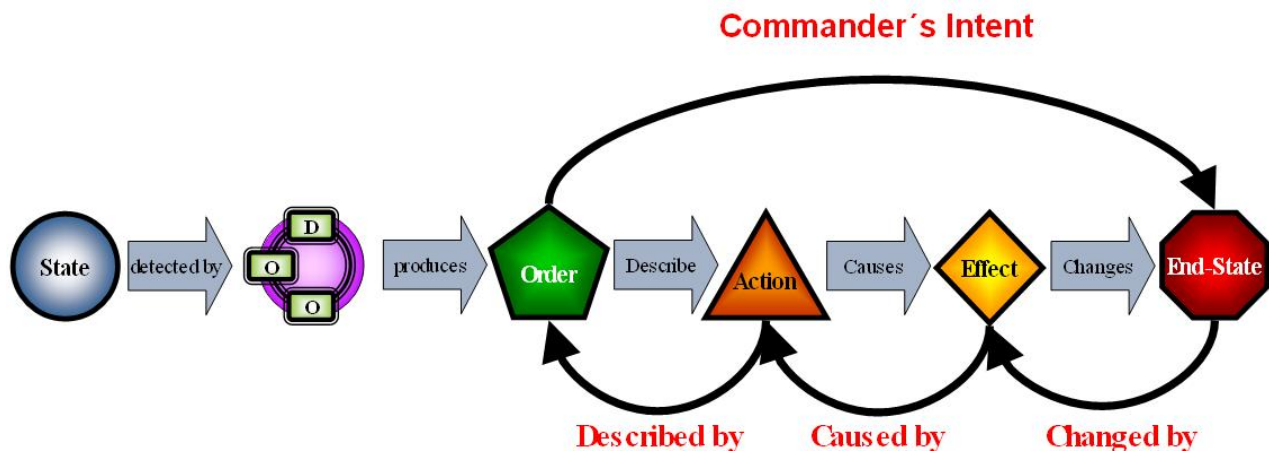 Commander´s Intent
State
detected by
D
O
O
produces
Order
Describe
Action
Causes
Effect
Changes
End-State
Described by
Caused by
Changed by